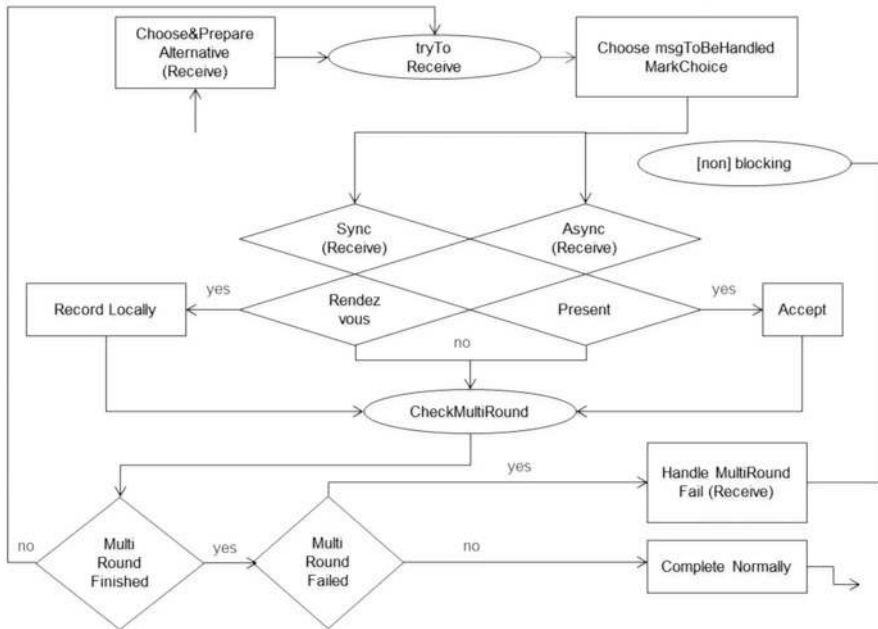 Choose&Prepare
Alternative
(Receive)
tryTo
Receive
Choose msgToBeHandled
MarkChoice
[non] blocking
Sync
(Receive)
Async
(Receive)
yes
Record Locally
Rendez
vous
Present
yes
Accept
no
CheckMultiRound
yes
Handle MultiRound
Fail (Receive)
no
Multi
Round
Finished
yes
Multi
Round
Failed
no
Complete Normally